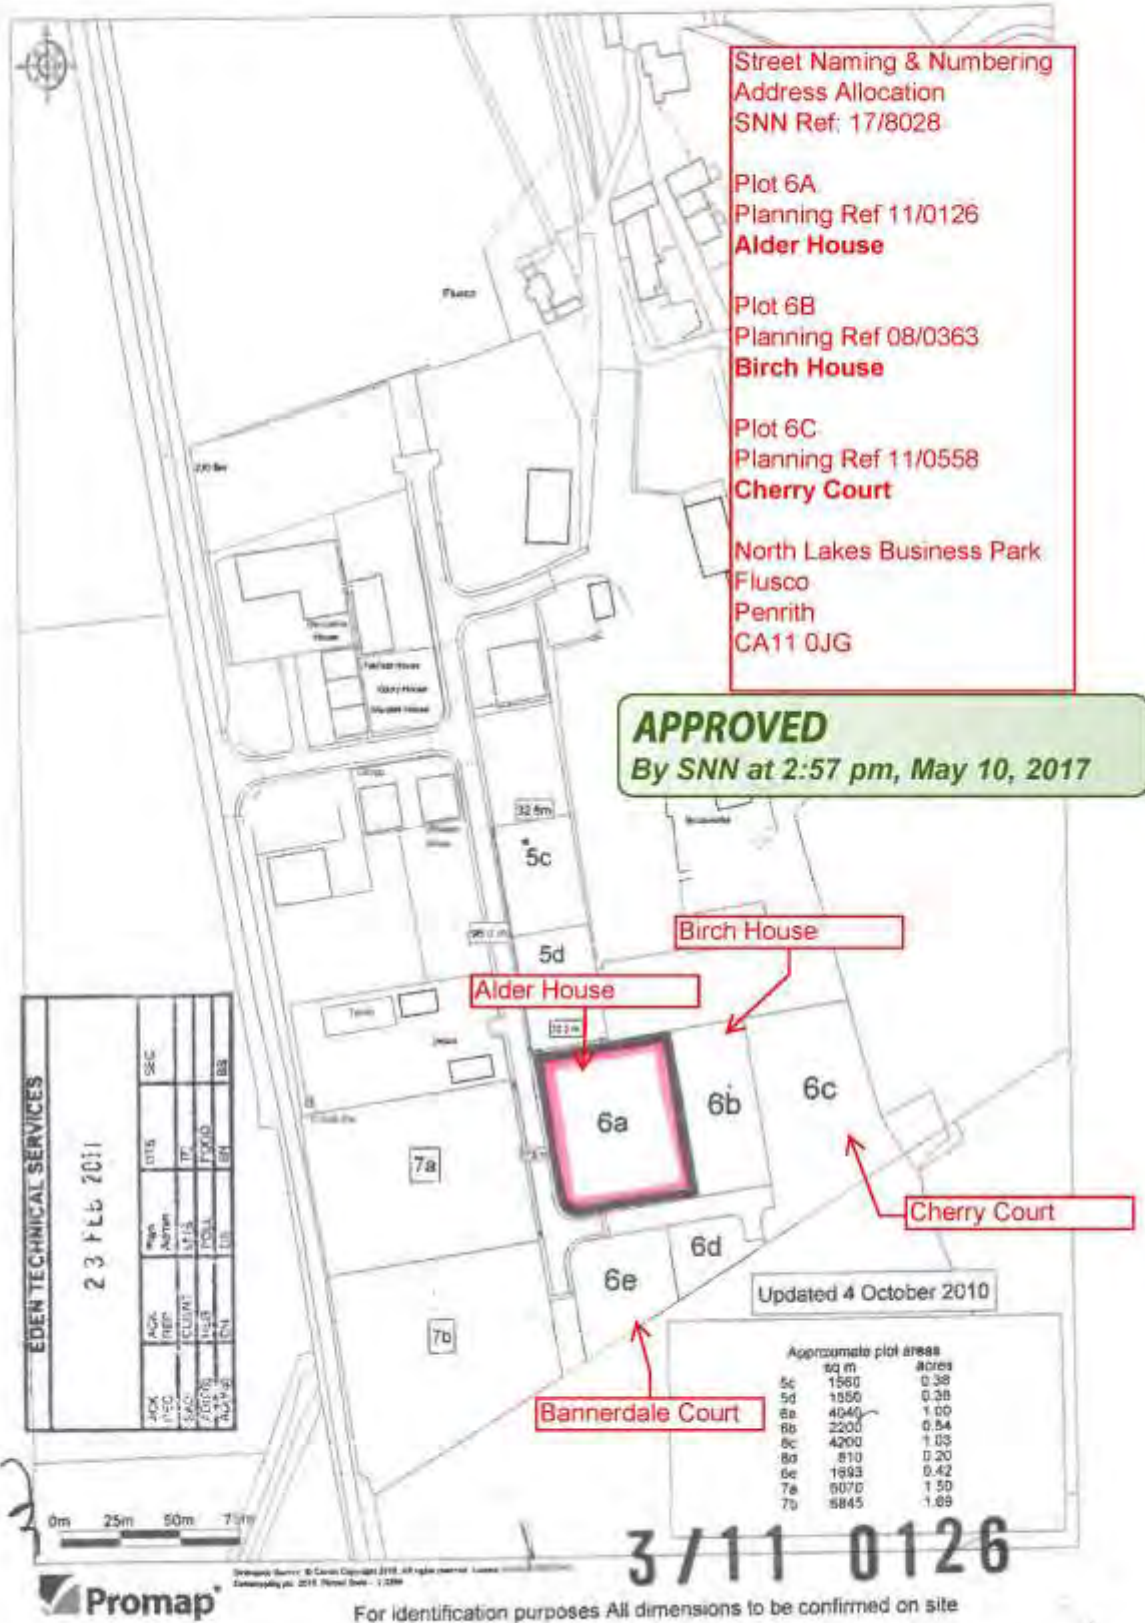 Street Naming & Numbering
Address Allocation
SNN Ref: 17/8028
Plot 6A
Planning Ref 11/0126
Alder House
Plot 6B
Planning Ref 08/0363
Birch House
Plot 6C
Planning Ref 11/0558
Cherry Court
North Lakes Business Park
Flusco
Penrith
CA11 0JG
APPROVED
By SNN at 2:57 pm, May 10, 2017
Flusco
House
32.8m
5c
5d
Birch House
Alder House
6a
6b
6c
7a
Cherry Court
6d
6e
7b
Updated 4 October 2010
Bannerdale Court
Approximate plot areas
sq m acres
5c 1560 0.38
5d 1550 0.38
6a 4040 1.00
6b 2200 0.54
6c 4200 1.03
6d 810 0.20
6e 1693 0.42
7a 6070 1.50
7b 6845 1.69
EDEN TECHNICAL SERVICES
23 FEB 2011
0m 25m 50m 75m
3/11 0126
Promap
For identification purposes All dimensions to be confirmed on site